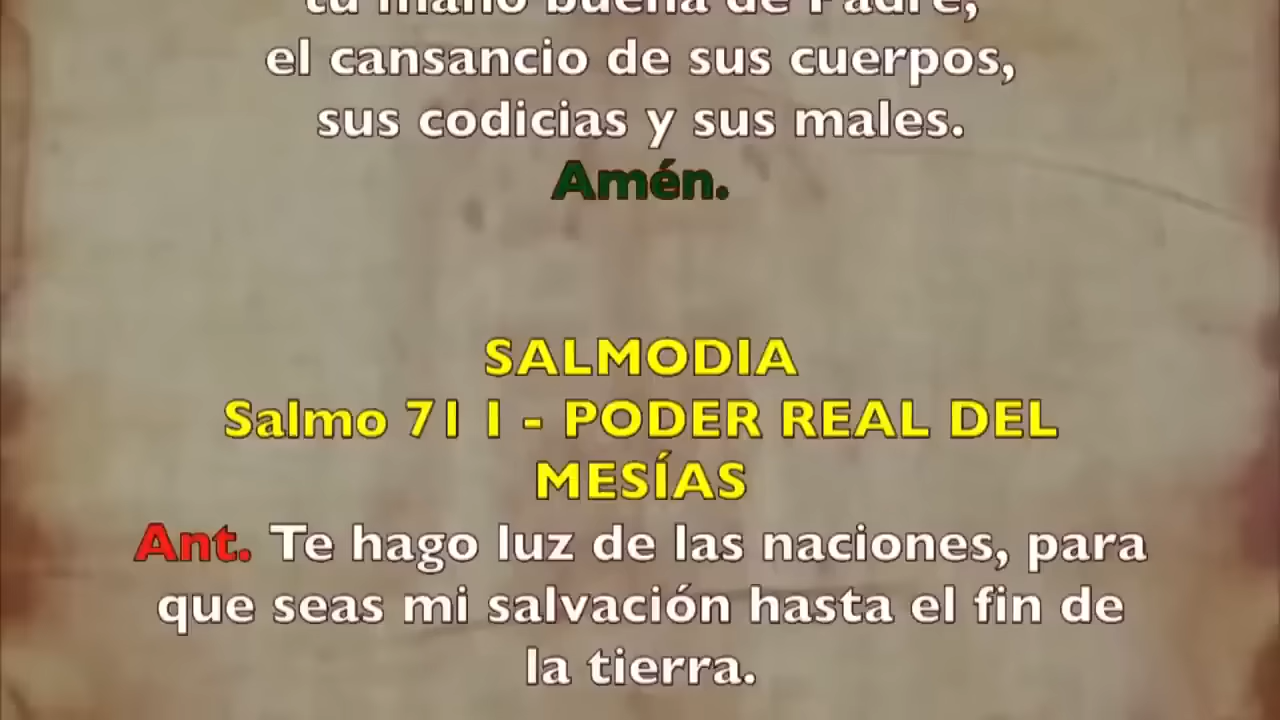 tu mano buena de Padre,
el cansancio de sus cuerpos,
sus codicias y sus males.
Amén.
SALMODIA
Salmo 71 I - PODER REAL DEL
MESÍAS
Ant. Te hago luz de las naciones, para
que seas mi salvación hasta el fin de
la tierra.